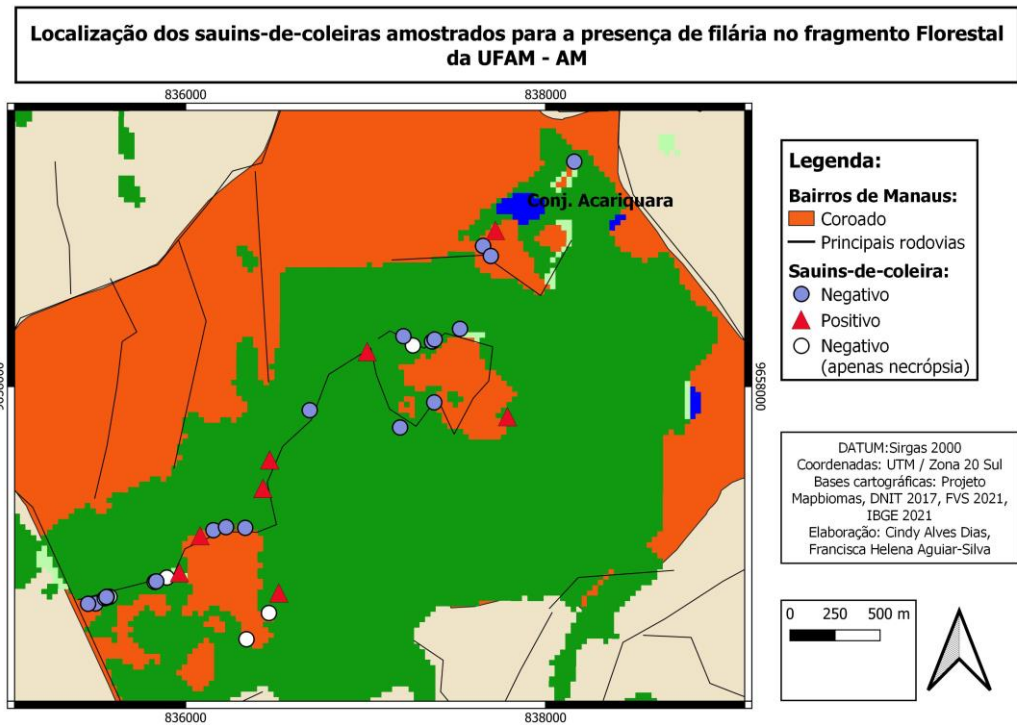 Localização dos sauins-de-coleiras amostrados para a presença de filária no fragmento Florestal
da UFAM - AM
836000
838000
Conj. Acariquara
836000
838000
Legenda:
Bairros de Manaus:
Coroado
Principais rodovias
Sauins-de-coleira:
Negativo
Positivo
Negativo
(apenas necrópsia)
DATUM:Sirgas 2000
Coordenadas: UTM / Zona 20 Sul
Bases cartográficas: Projeto
Mapbiomas, DNIT 2017, FVS 2021,
IBGE 2021
Elaboração: Cindy Alves Dias,
Francisca Helena Aguiar-Silva
0 250 500 m